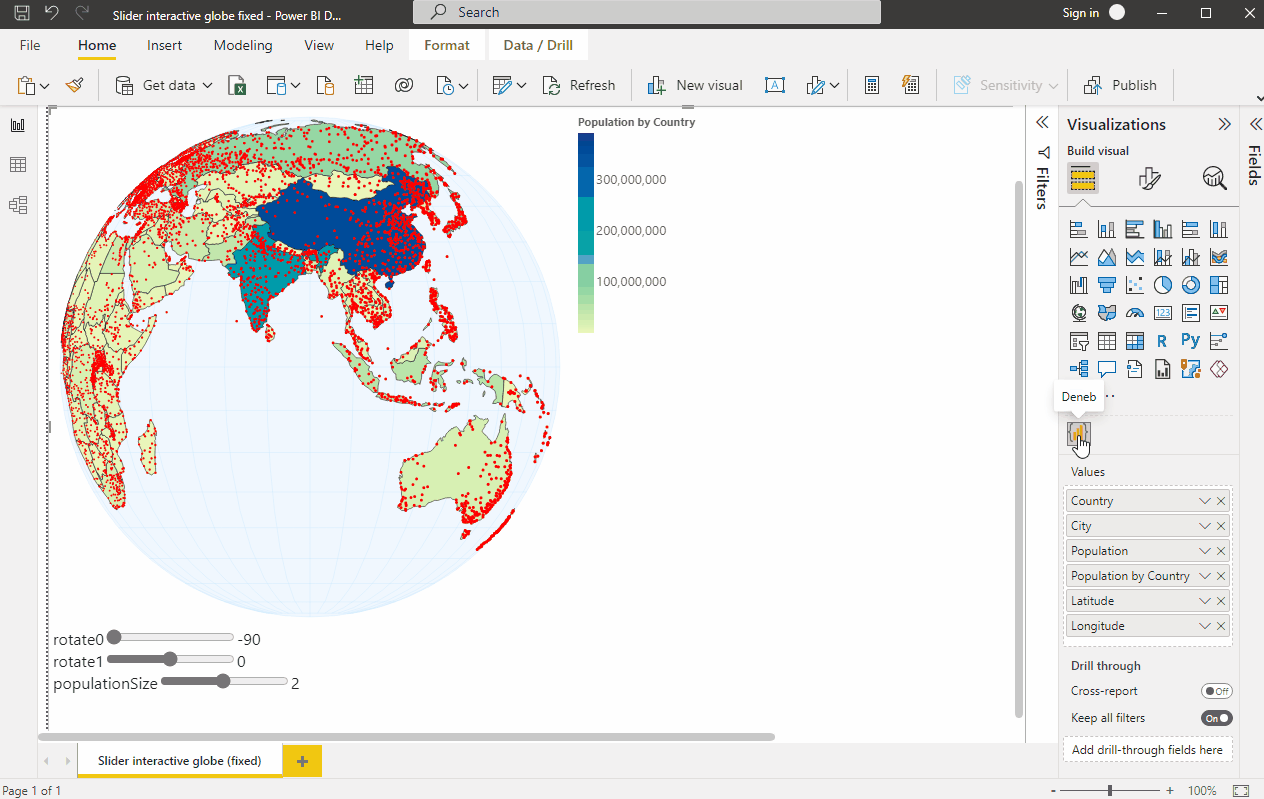 Slider interactive globe fixed - Power BI D...
Search
Sign in
File
Home
Insert
Modeling
View
Help
Format
Data / Drill
Get data
Refresh
New visual
Sensitivity
Publish
Population by Country
300,000,000
200,000,000
100,000,000
rotate0 -90
rotate1 0
populationSize 2
Filters
Visualizations
Build visual
123
R
Py
Deneb
Values
Country
City
Population
Population by Country
Latitude
Longitude
Drill through
Cross-report
Off
Keep all filters
On
Add drill-through fields here
Fields
Slider interactive globe (fixed)
+
Page 1 of 1
- + 100%